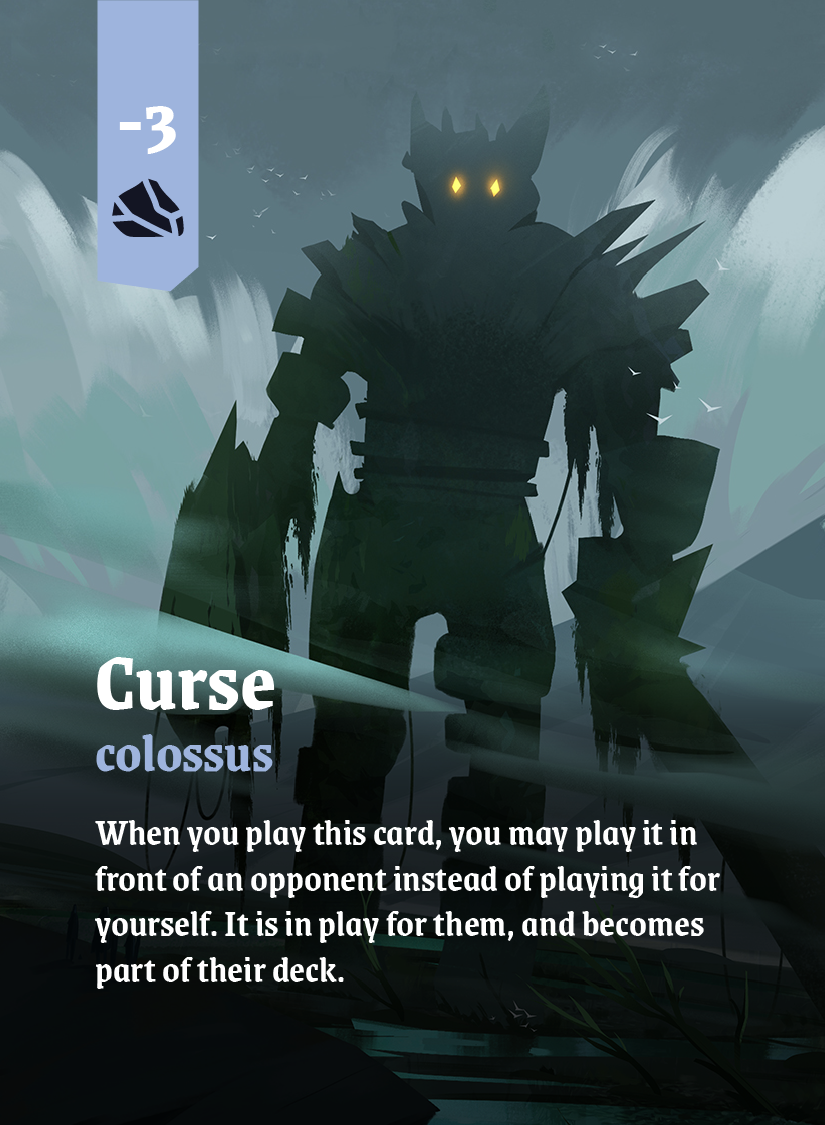 -3
Curse
colossus
When you play this card, you may play it in
front of an opponent instead of playing it for
yourself. It is in play for them, and becomes
part of their deck.